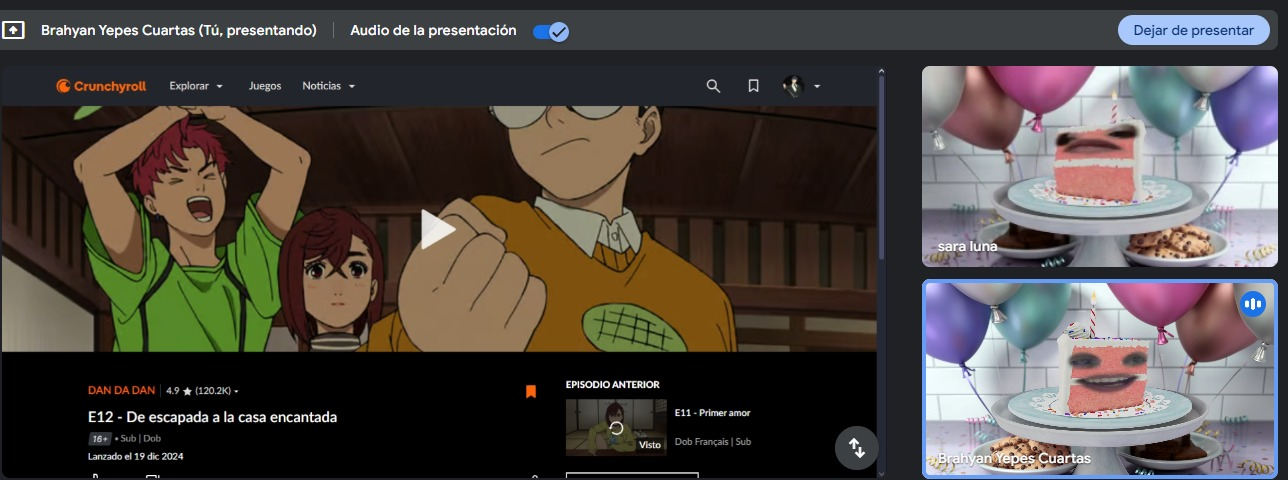 Brahyan Yepes Cuartas (Tú, presentando)
Audio de la presentación
Dejar de presentar
Crunchyroll
Explorar
Juegos
Noticias
sara luna
DAN DA DAN
4.9 ★ (120.2K)
E12 - De escapada a la casa encantada
16+ • Sub | Dob
Lanzado el 19 dic 2024
EPISODIO ANTERIOR
Visto
E11 - Primer amor
Dob Français | Sub
Brahyan Yepes Cuartas